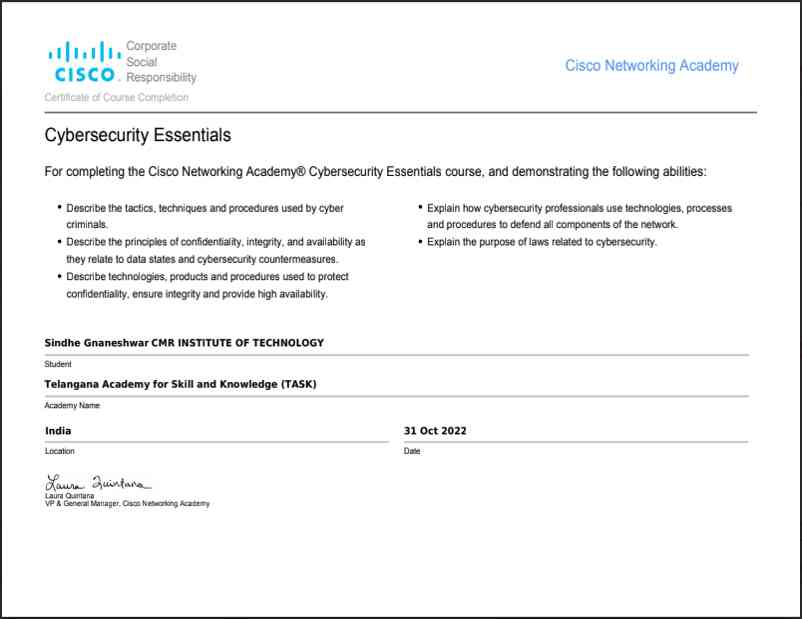 Corporate
Social
CISCO. Responsibility
Cisco Networking Academy
Certificate of Course Completion
Cybersecurity Essentials
For completing the Cisco Networking Academy® Cybersecurity Essentials course, and demonstrating the following abilities:
• Describe the tactics, techniques and procedures used by cyber
criminals.
• Describe the principles of confidentiality, integrity, and availability as
they relate to data states and cybersecurity countermeasures.
• Describe technologies, products and procedures used to protect
confidentiality, ensure integrity and provide high availability.
• Explain how cybersecurity professionals use technologies, processes
and procedures to defend all components of the network.
• Explain the purpose of laws related to cybersecurity.
Sindhe Gnaneshwar CMR INSTITUTE OF TECHNOLOGY
Student
Telangana Academy for Skill and Knowledge (TASK)
Academy Name
India
Location
31 Oct 2022
Date
Laura Quintana
Laura Quintana
VP & General Manager, Cisco Networking Academy